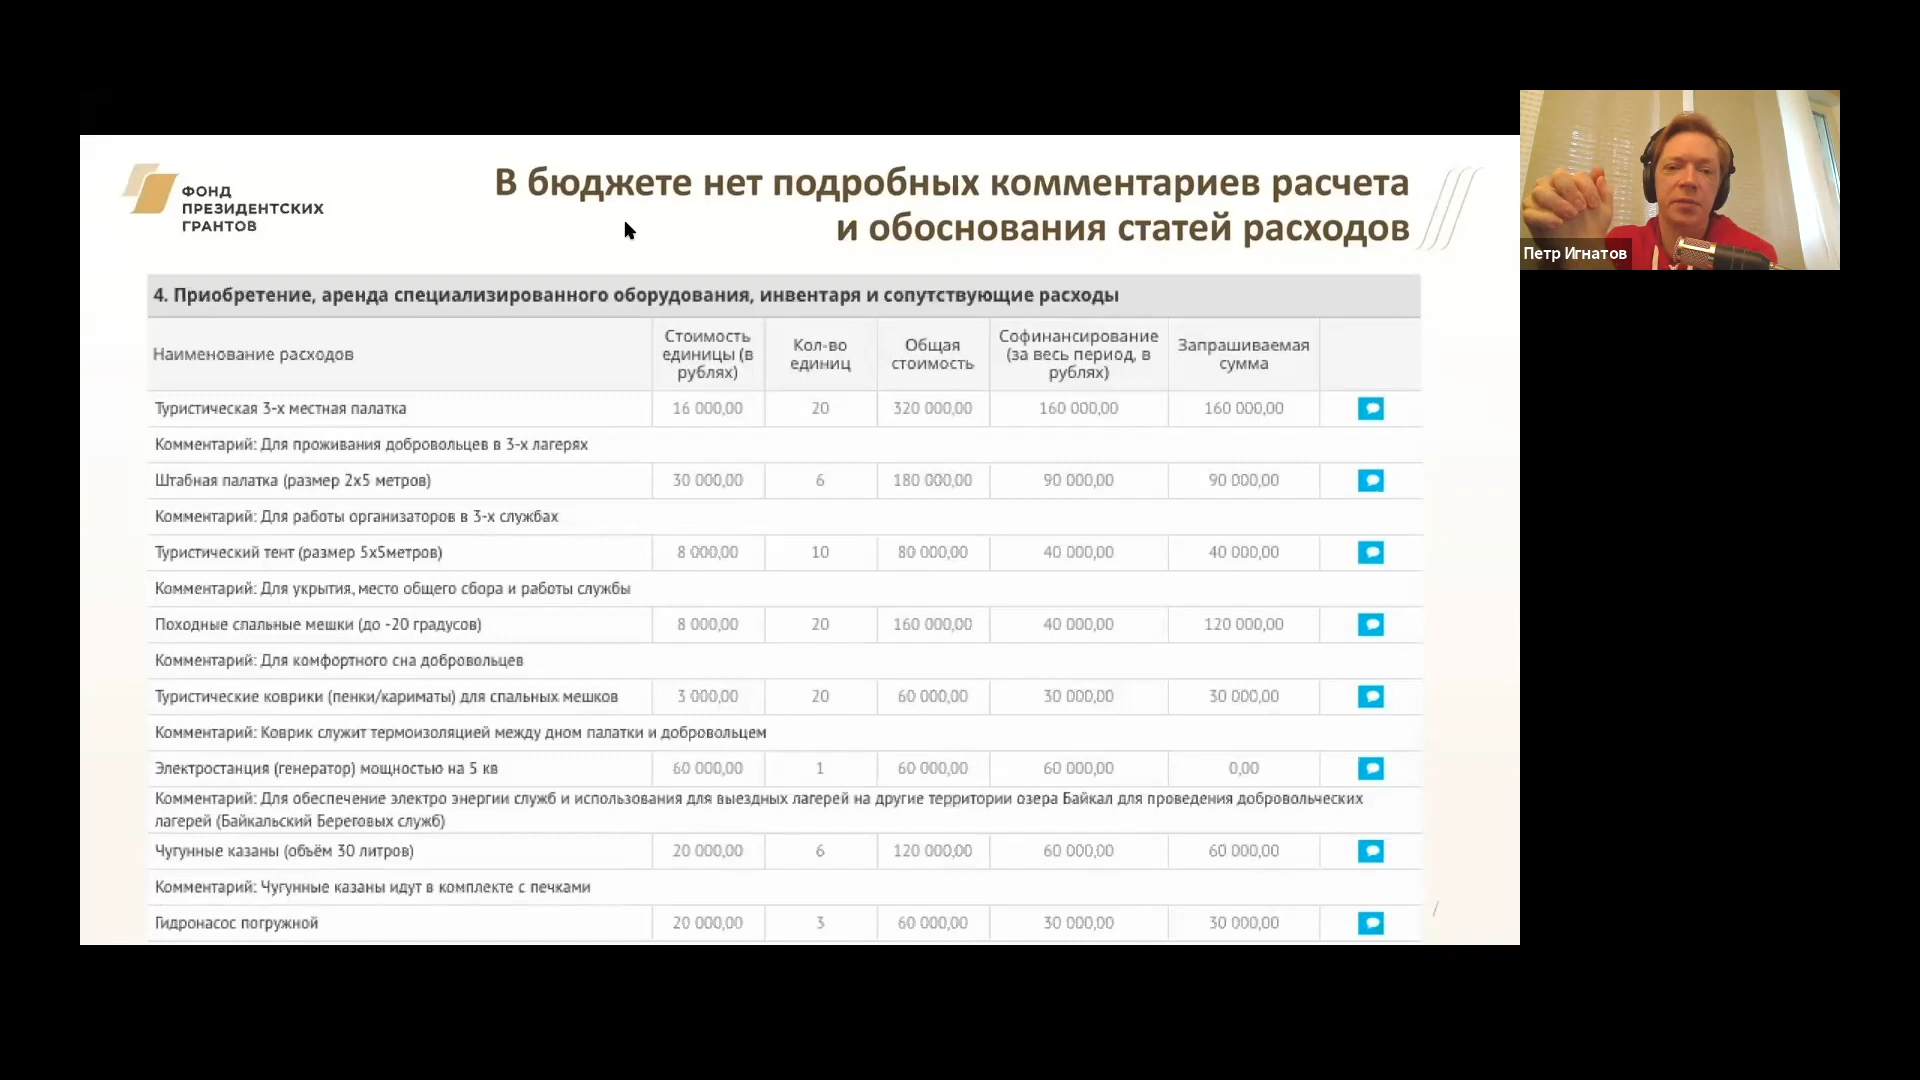 ФОНД
ПРЕЗИДЕНТСКИХ
ГРАНТОВ
В бюджете нет подробных комментариев расчета
и обоснования статей расходов
Петр Игнатов
4. Приобретение, аренда специализированного оборудования, инвентаря и сопутствующие расходы
Наименование расходов Стоимость единицы (в рублях) Кол-во единиц Общая стоимость Софинансирование (за весь период, в рублях) Запрашиваемая сумма
Туристическая 3-х местная палатка 16 000,00 20 320 000,00 160 000,00 160 000,00
Комментарий: Для проживания добровольцев в 3-х лагерях
Штабная палатка (размер 2х5 метров) 30 000,00 6 180 000,00 90 000,00 90 000,00
Комментарий: Для работы организаторов в 3-х службах
Туристический тент (размер 5х5метров) 8 000,00 10 80 000,00 40 000,00 40 000,00
Комментарий: Для укрытия, место общего сбора и работы службы
Походные спальные мешки (до -20 градусов) 8 000,00 20 160 000,00 40 000,00 120 000,00
Комментарий: Для комфортного сна добровольцев
Туристические коврики (пенки/кариматы) для спальных мешков 3 000,00 20 60 000,00 30 000,00 30 000,00
Комментарий: Коврик служит термоизоляцией между дном палатки и добровольцем
Электростанция (генератор) мощностью на 5 кв 60 000,00 1 60 000,00 60 000,00 0,00
Комментарий: Для обеспечение электро энергии служб и использования для выездных лагерей на другие территории озера Байкал для проведения добровольческих
лагерей (Байкальский Береговых служб)
Чугунные казаны (объём 30 литров) 20 000,00 6 120 000,00 60 000,00 60 000,00
Комментарий: Чугунные казаны идут в комплекте с печками
Гидронасос погружной 20 000,00 3 60 000,00 30 000,00 30 000,00